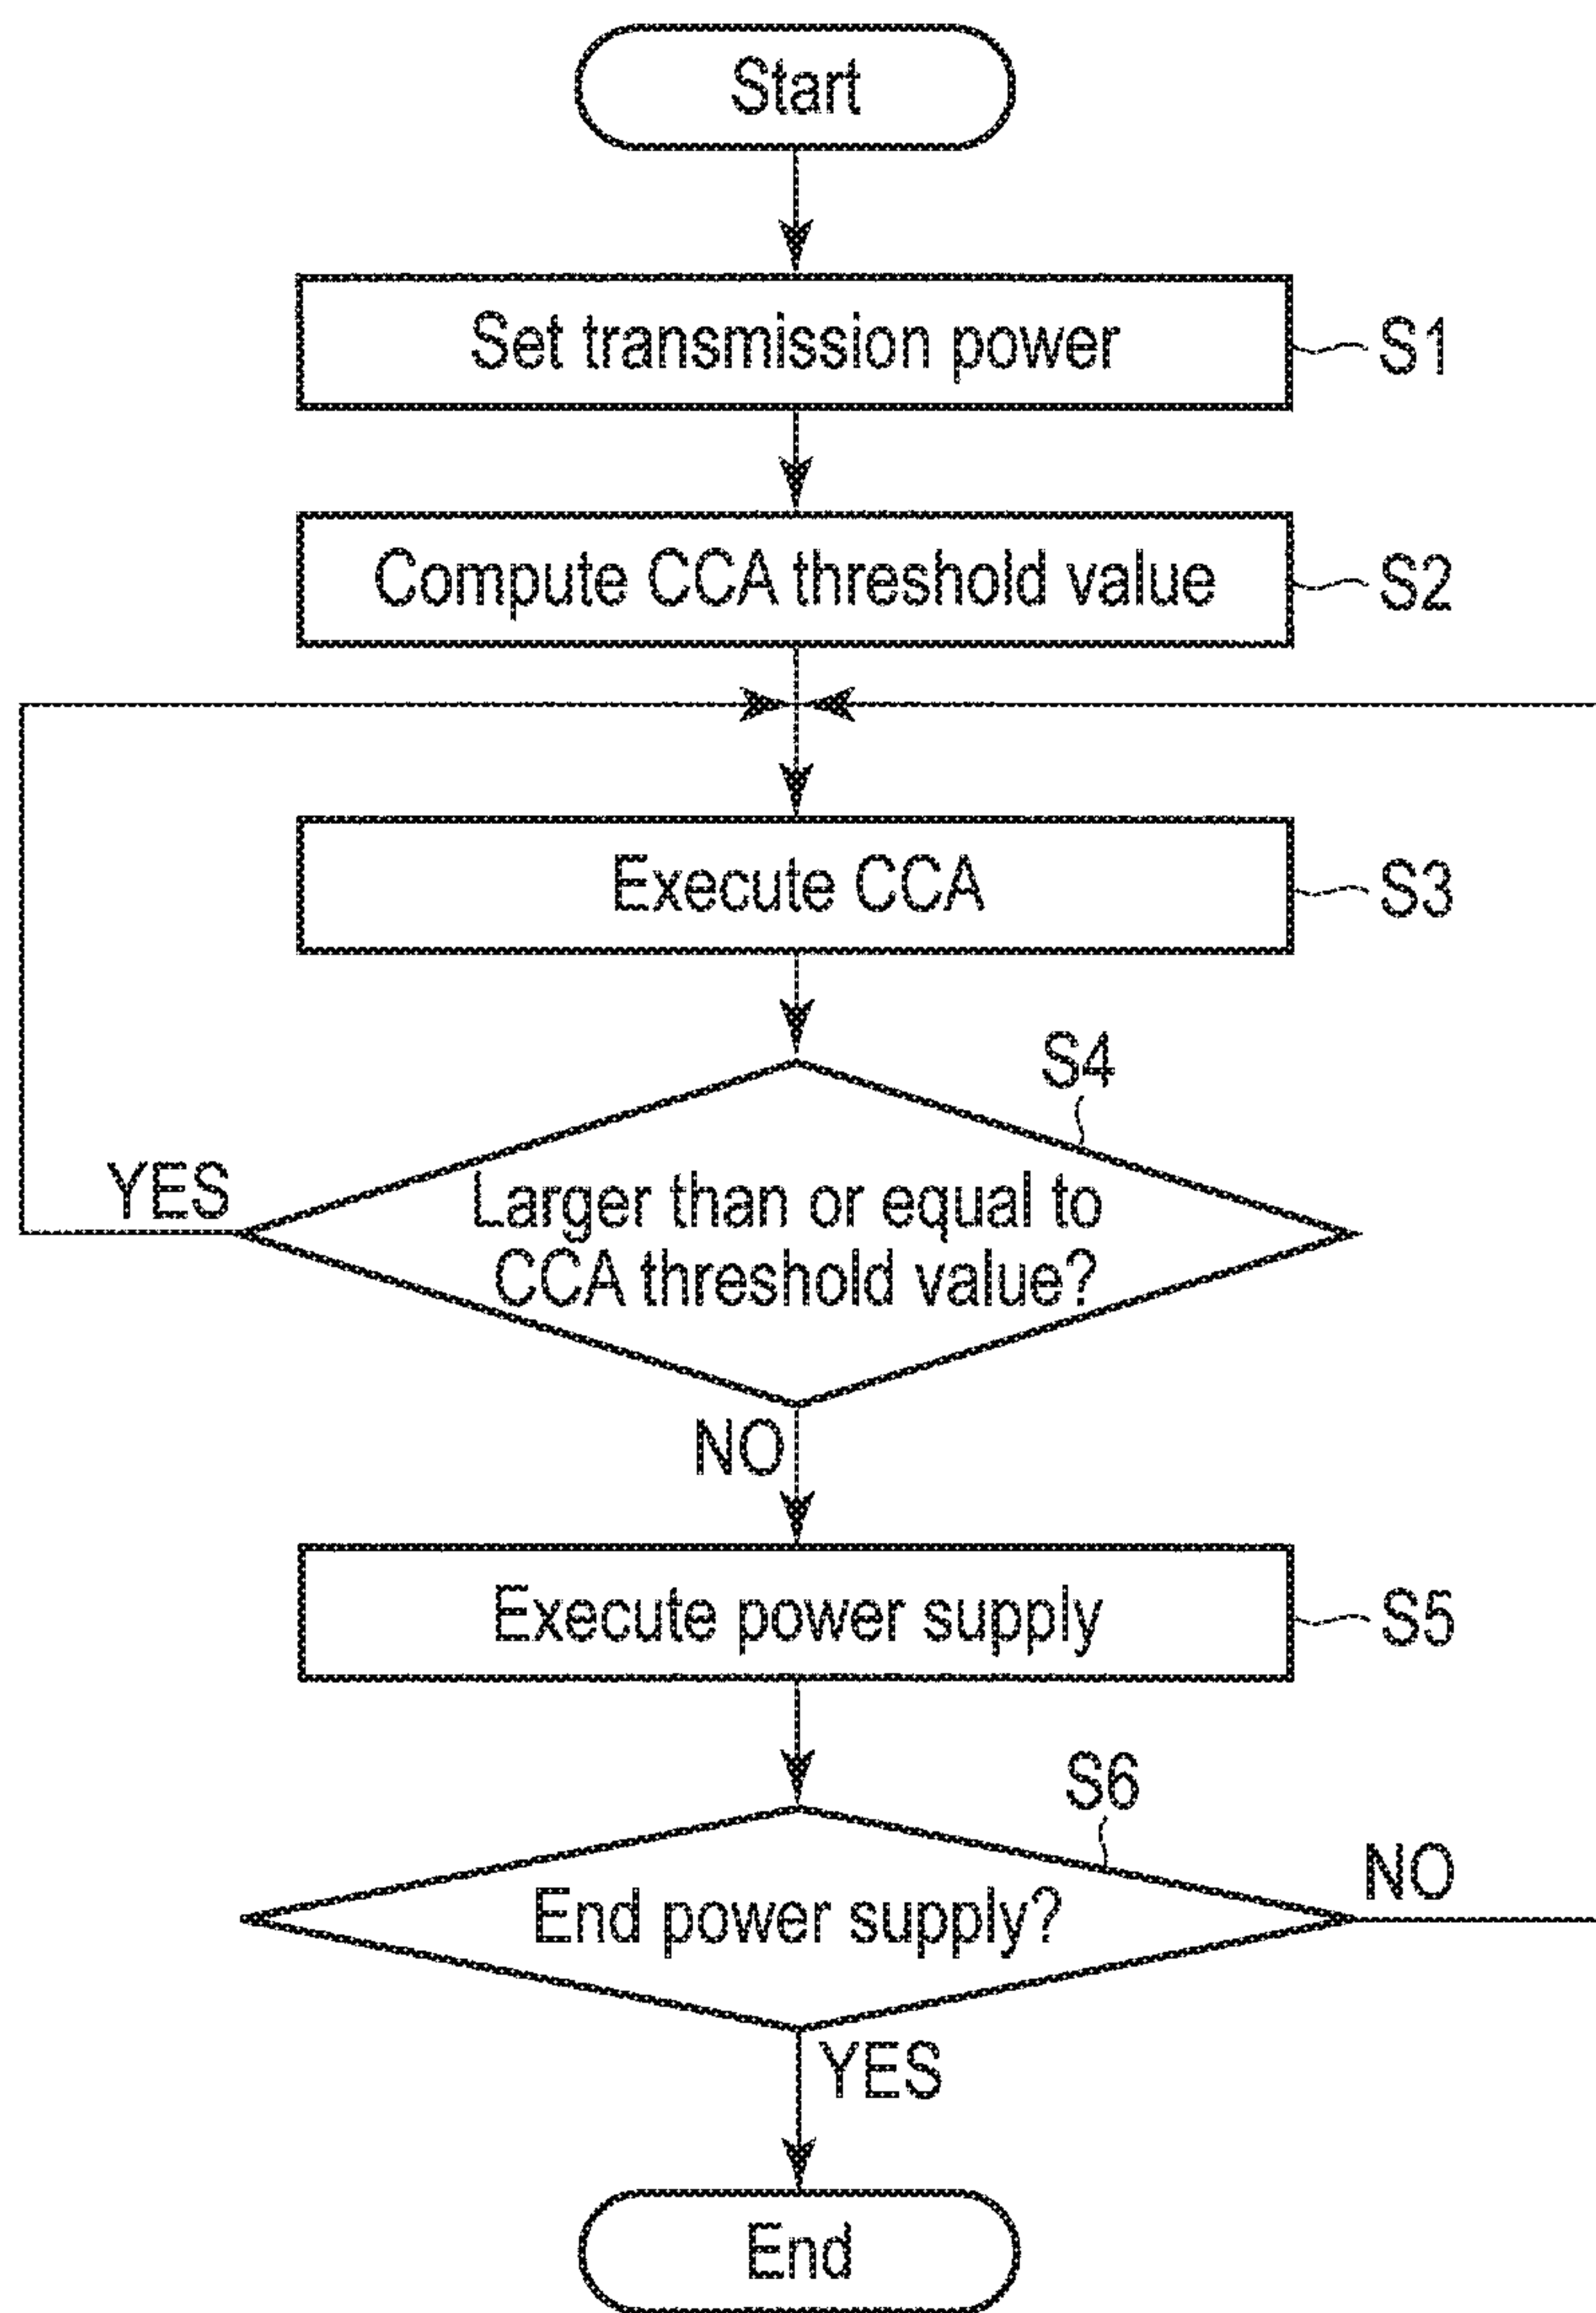 Start
Set transmission power
S1
Compute CCA threshold value
S2
Execute CCA
S3
S4
YES
Larger than or equal to
CCA threshold value?
NO
Execute power supply
S5
S6
NO
End power supply?
YES
End